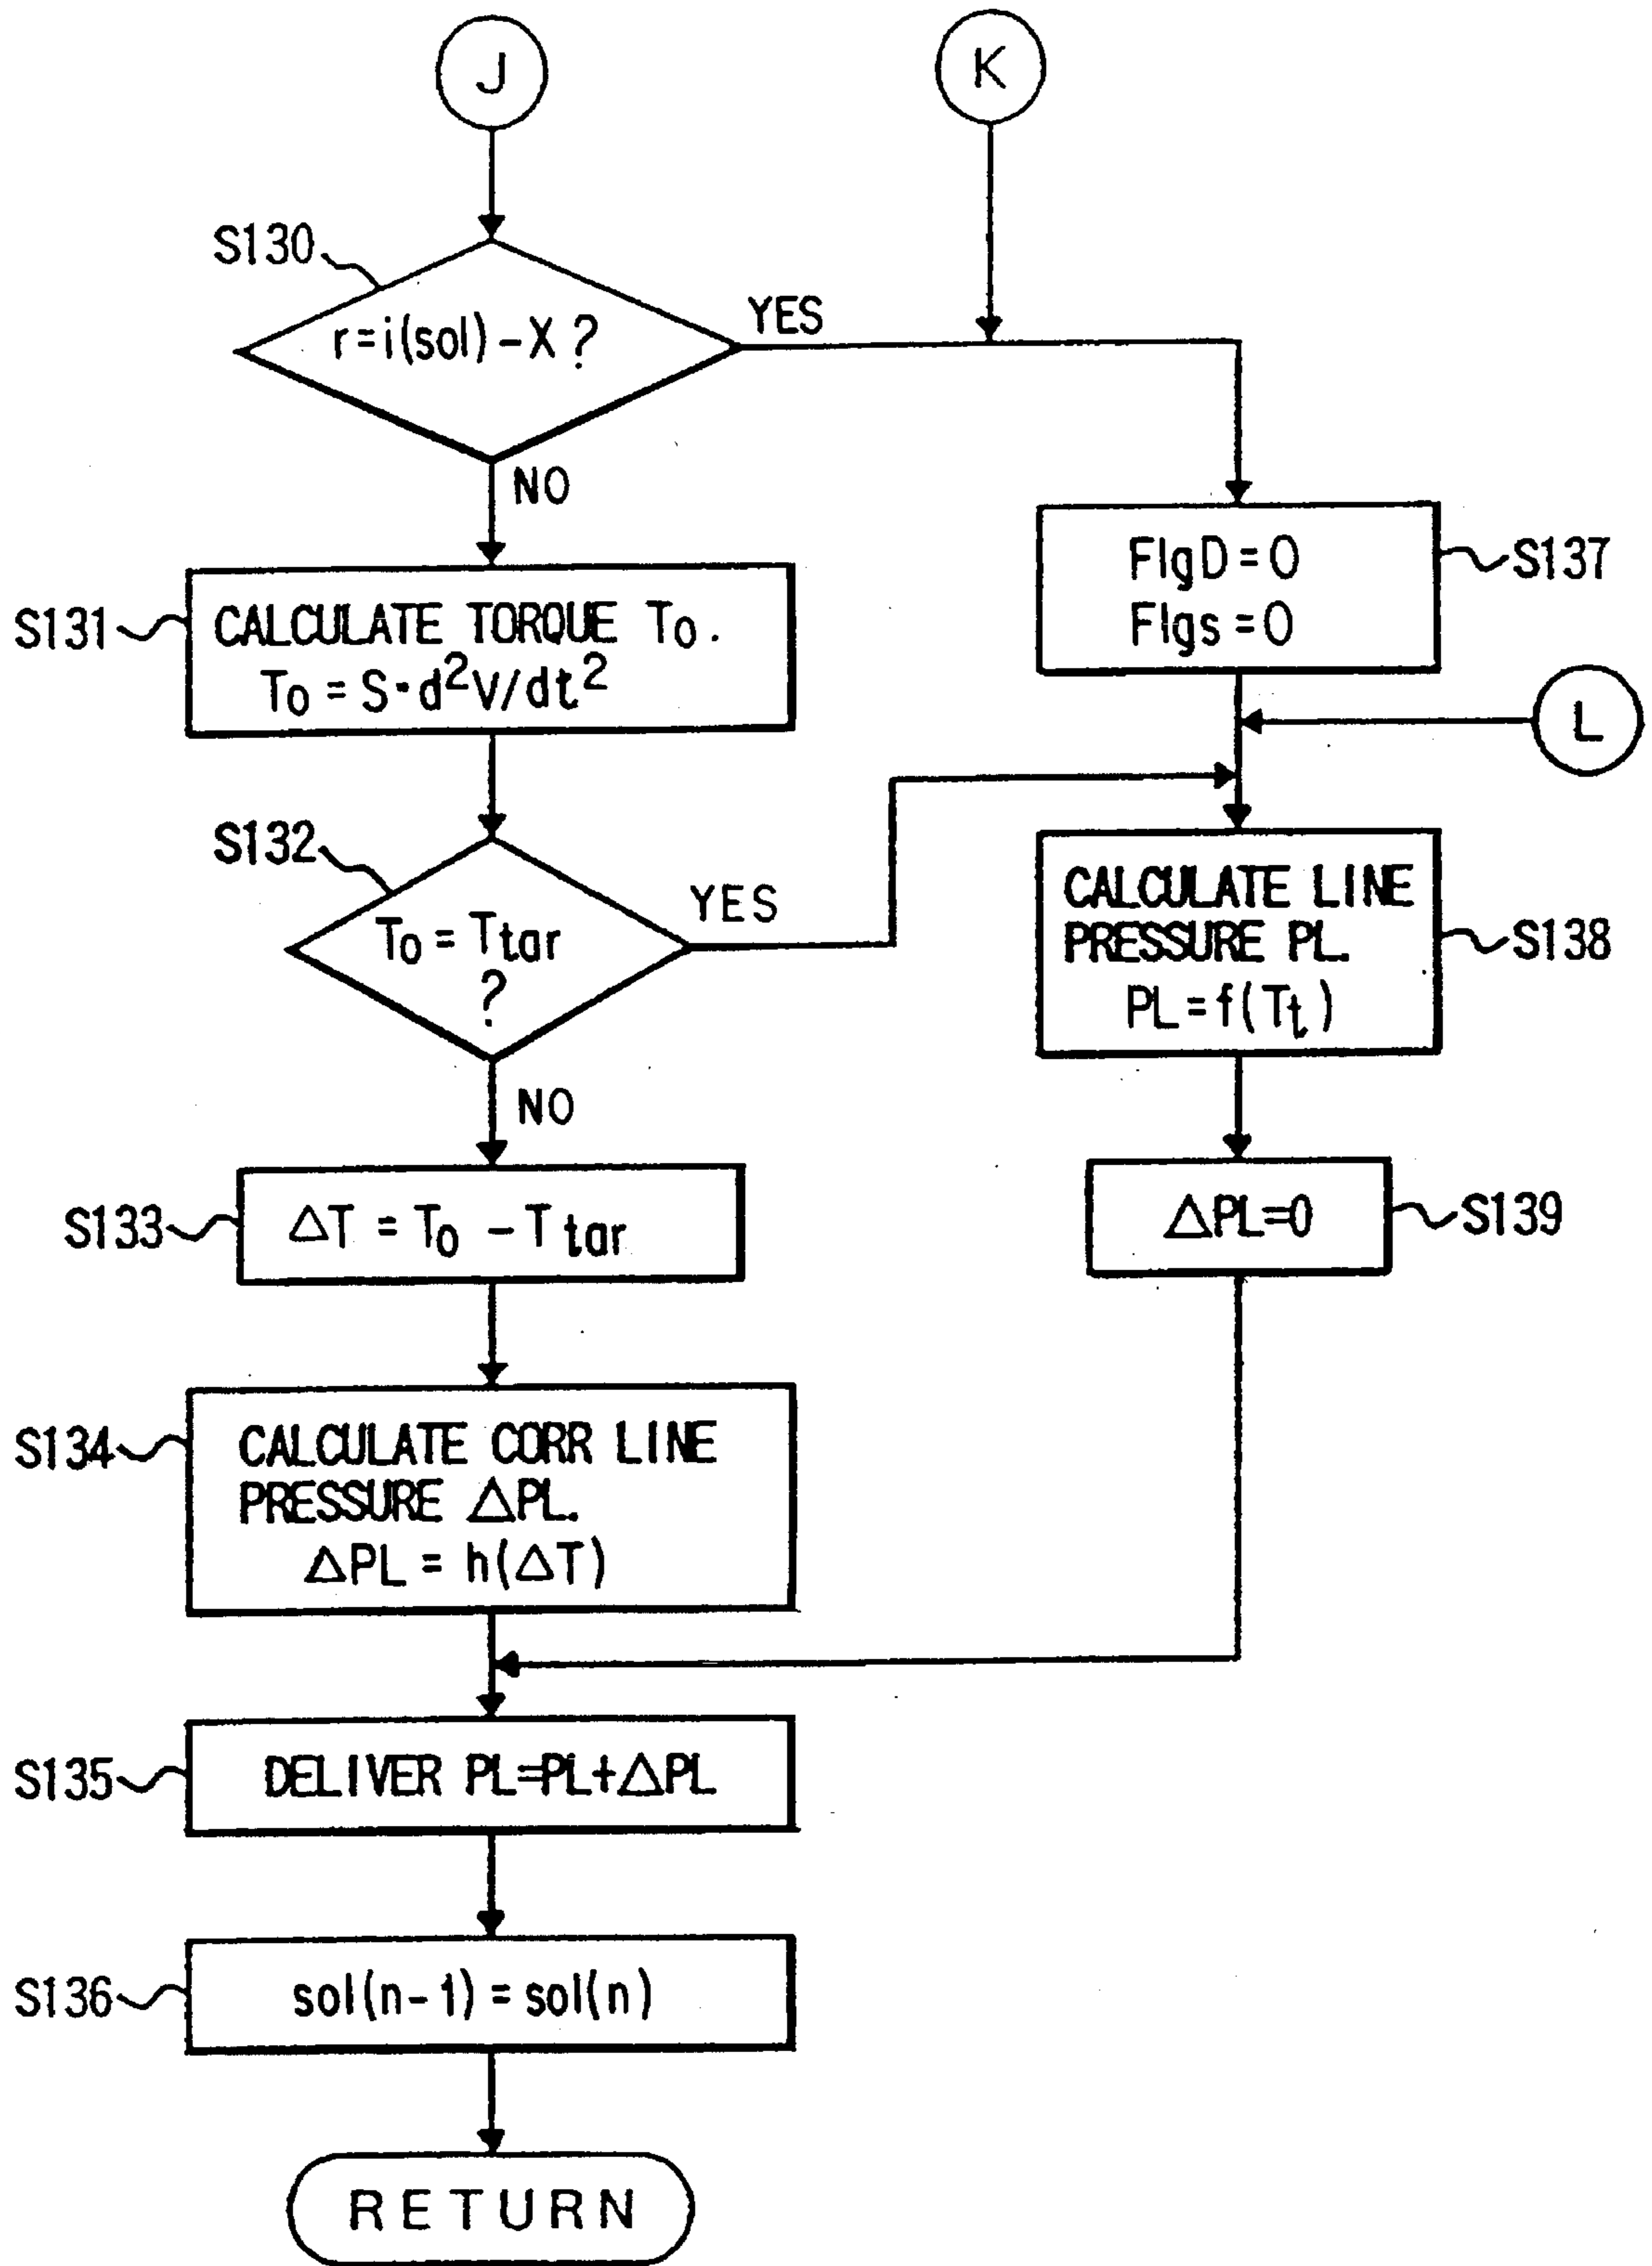 J
K
S130
r=i(sol)-X?
YES
NO
S131
CALCULATE TORQUE To.
To = S·d²V/dt²
FlgD=0
Flgs=0
S137
L
S132
To = Ttar
?
YES
NO
CALCULATE LINE
PRESSURE PL.
PL=f(Tt)
S138
S133
ΔT = To - Ttar
ΔPL=0
S139
S134
CALCULATE CORR LINE
PRESSURE ΔPL.
ΔPL = h(ΔT)
S135
DELIVER PL=PL+ΔPL
S136
sol(n-1)=sol(n)
RETURN